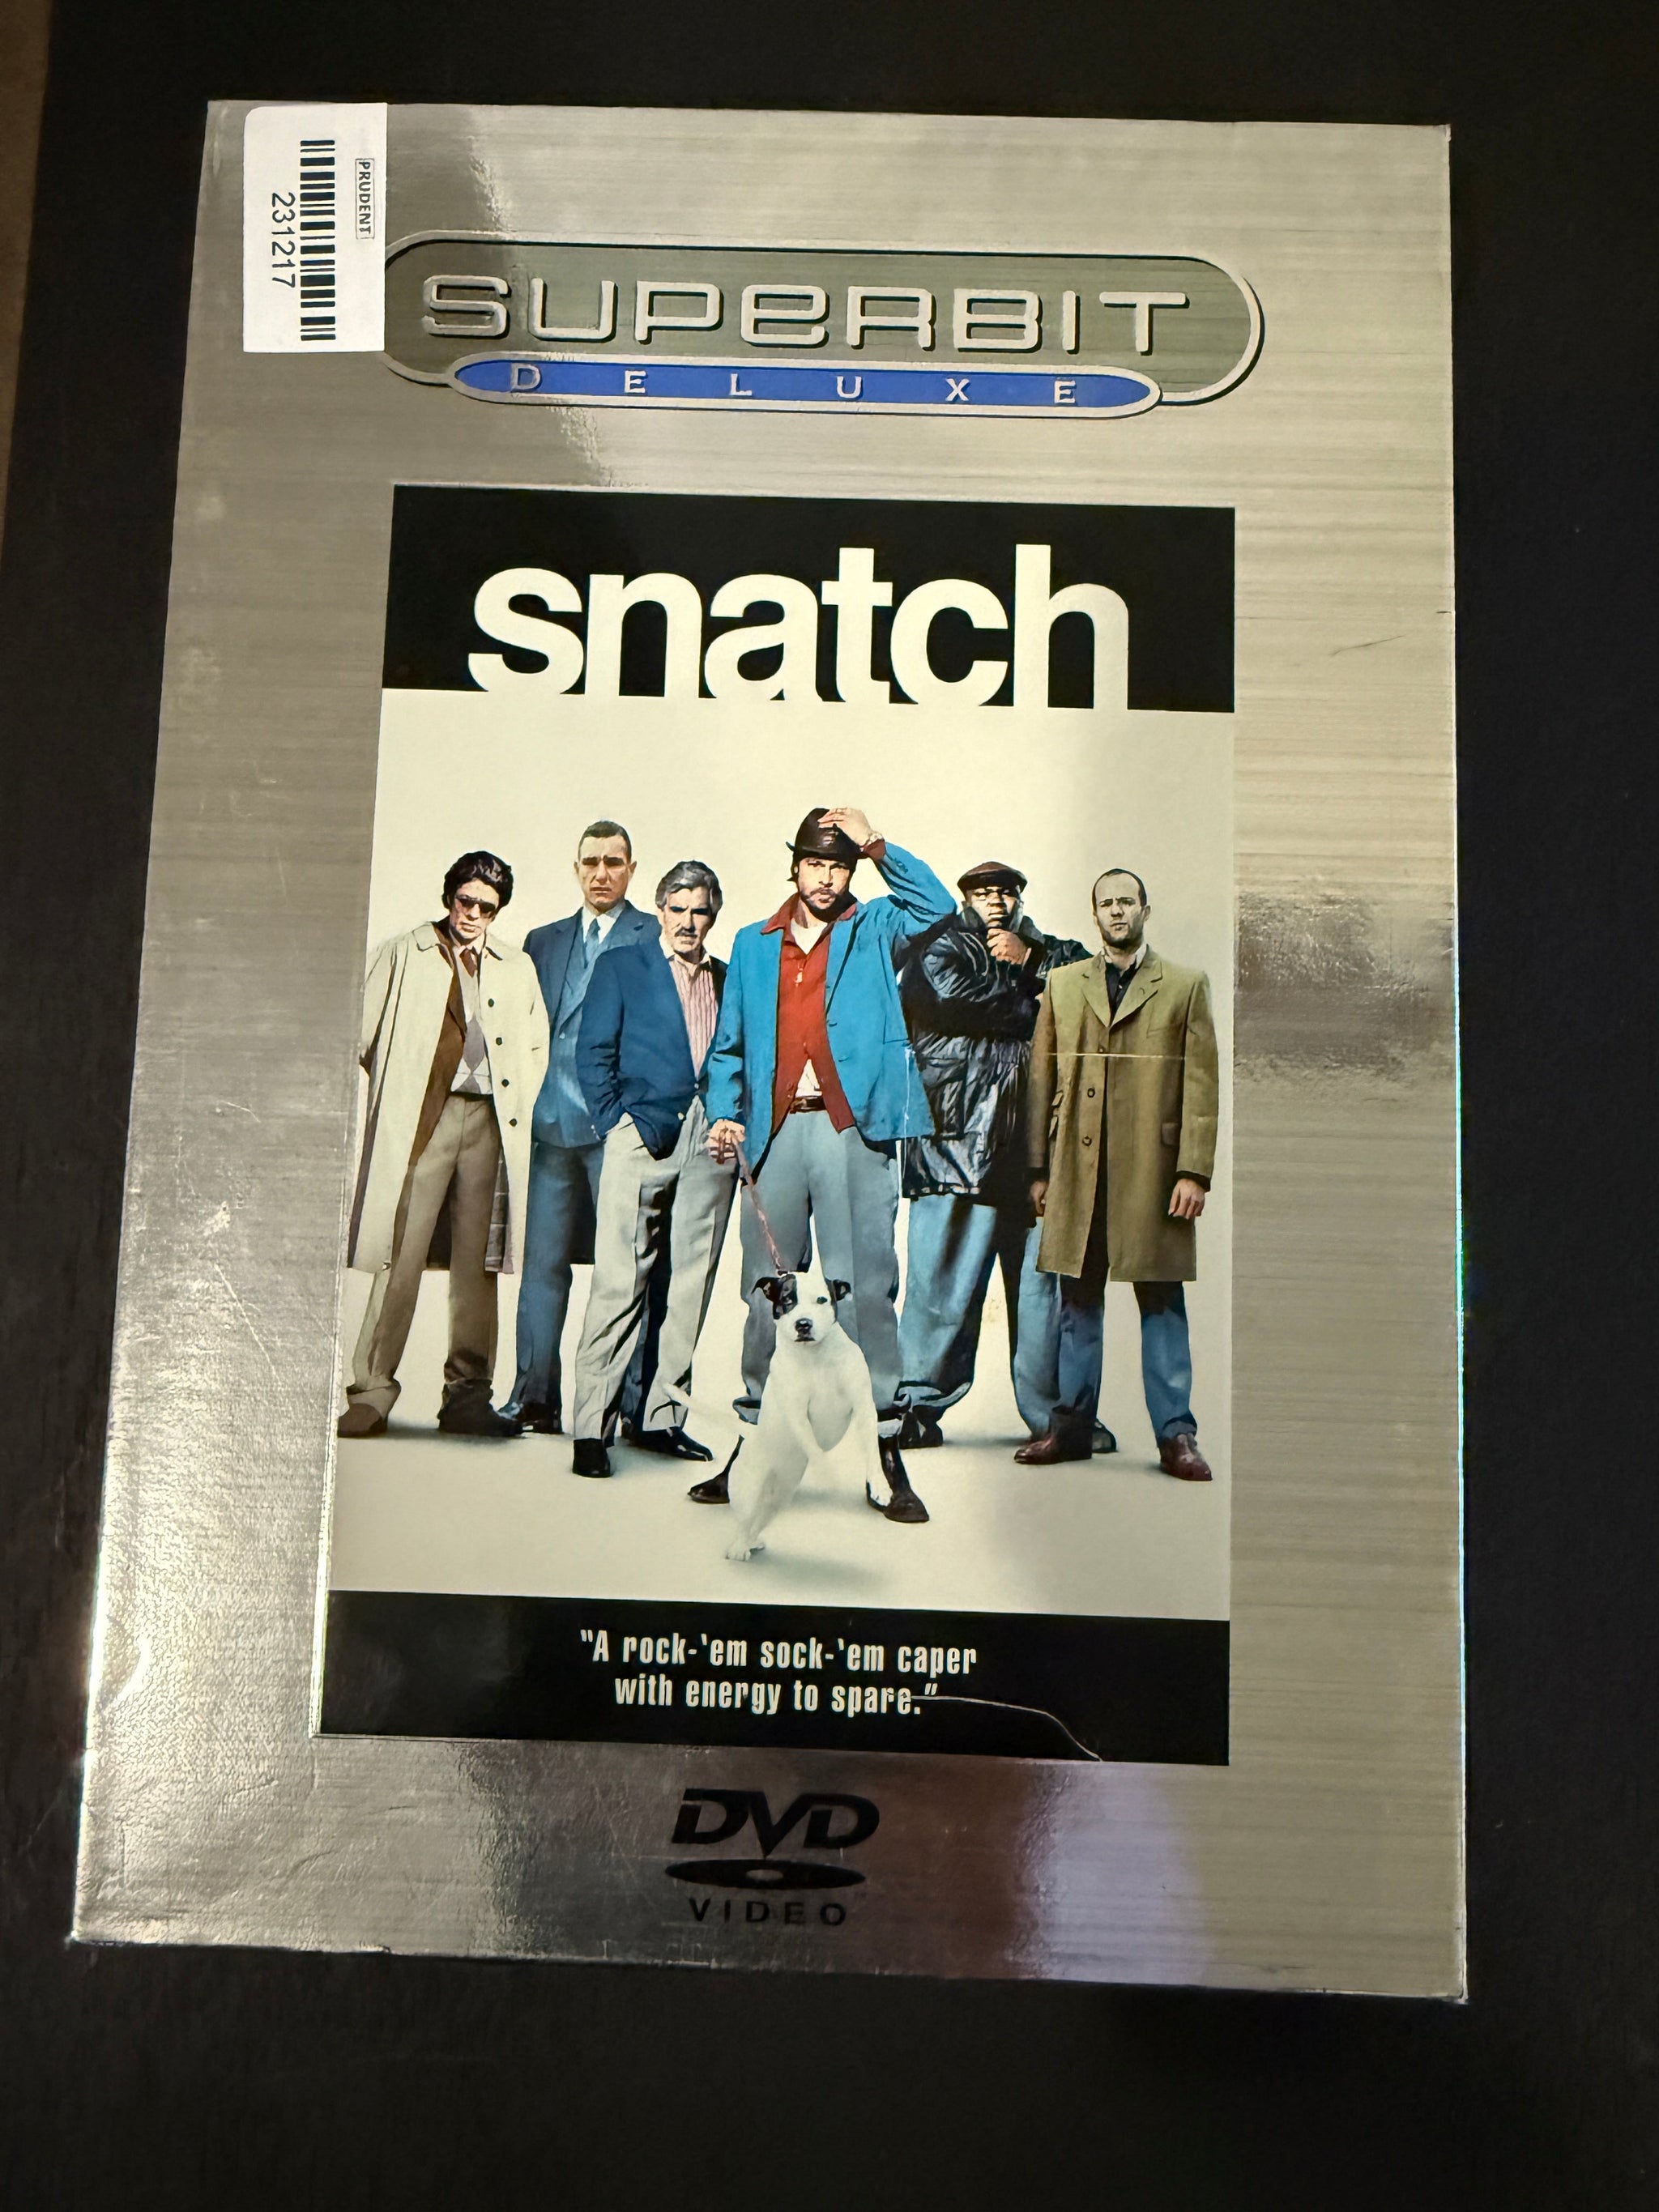 PRUDENT
231217
SUPERBIT
DELUXE
snatch
"A rock-'em sock-'em caper
with energy to spare."
DVD
VIDEO